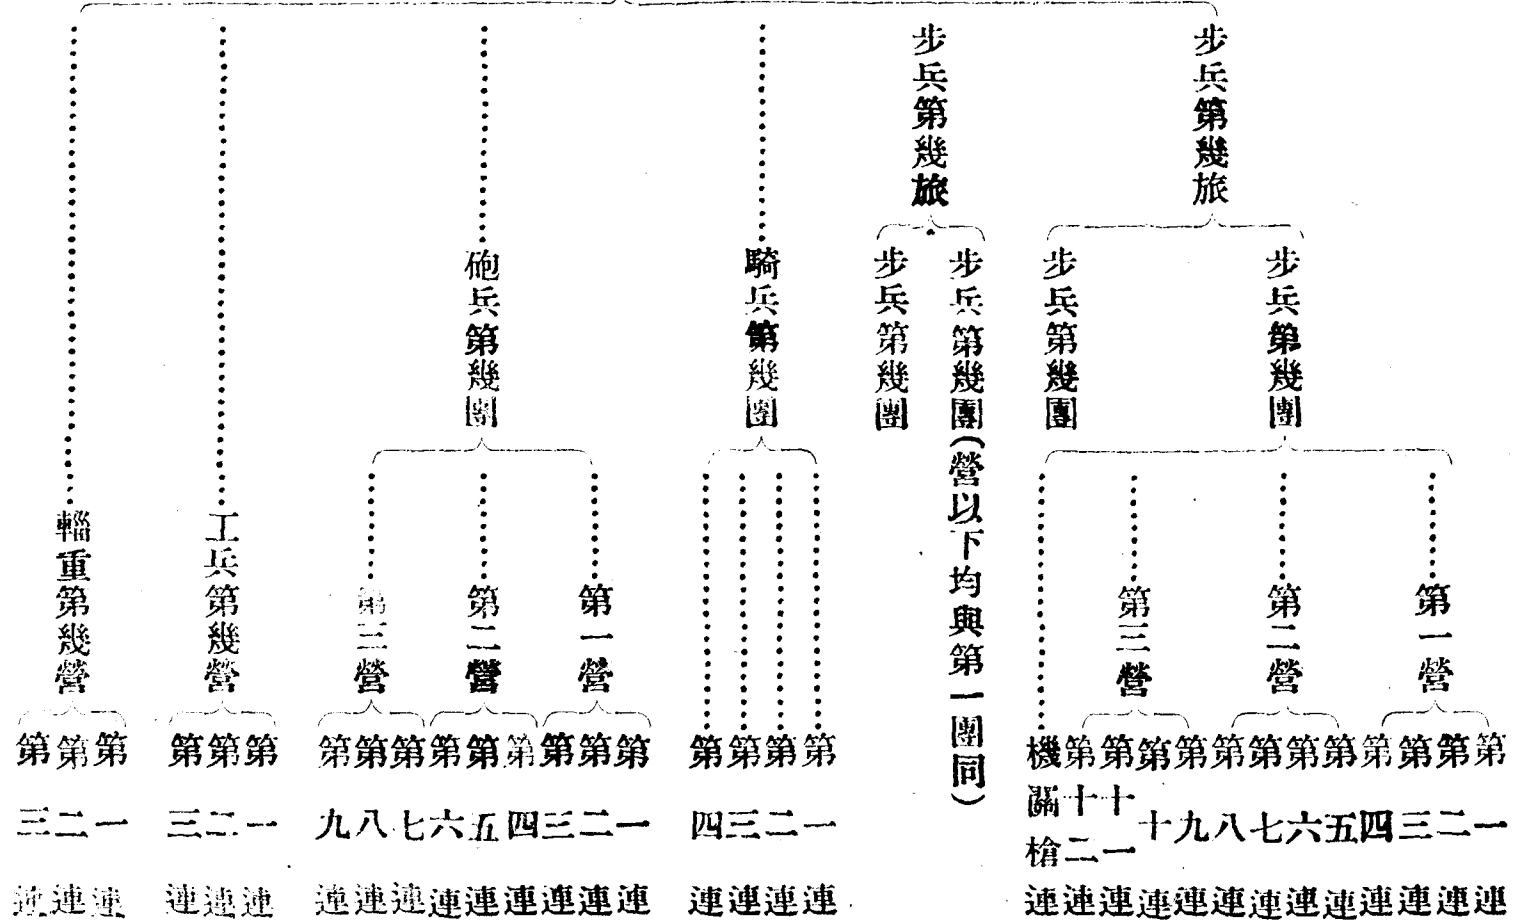 步兵第幾旅
步兵第幾團
第一營
第一連
第二連
第三連
第四連
第二營
第五連
第六連
第七連
第八連
第三營
第九連
第十連
第十一連
第十二連
機關槍連
步兵第幾團
步兵第幾旅
步兵第幾團(營以下均與第一團同)
步兵第幾團
騎兵第幾團
第一連
第二連
第三連
第四連
砲兵第幾團
第一營
第一連
第二連
第三連
第二營
第四連
第五連
第六連
第三營
第七連
第八連
第九連
工兵第幾營
第一連
第二連
第三連
輜重第幾營
第一連
第二連
第三連